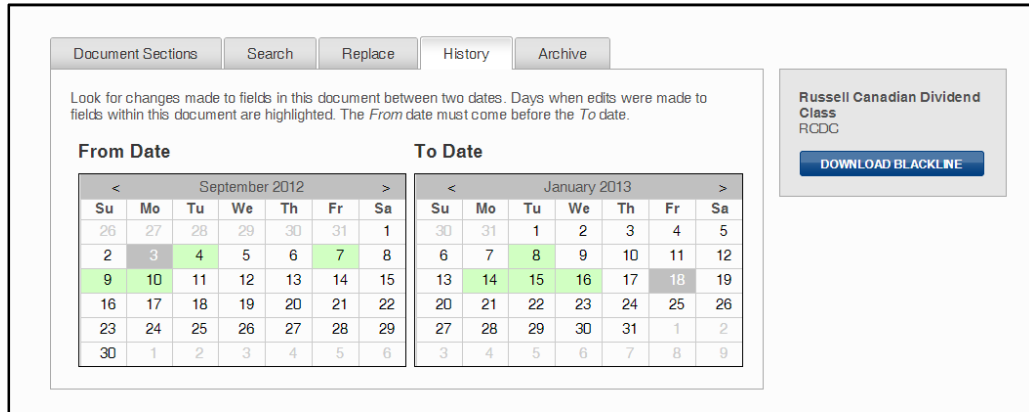 Document Sections Search Replace History Archive
Look for changes made to fields in this document between two dates. Days when edits were made to
fields within this document are highlighted. The From date must come before the To date.
From Date
< September 2012 >
Su Mo Tu We Th Fr Sa
26 27 28 29 30 31 1
2 3 4 5 6 7 8
9 10 11 12 13 14 15
16 17 18 19 20 21 22
23 24 25 26 27 28 29
30 1 2 3 4 5 6
To Date
< January 2013 >
Su Mo Tu We Th Fr Sa
30 31 1 2 3 4 5
6 7 8 9 10 11 12
13 14 15 16 17 18 19
20 21 22 23 24 25 26
27 28 29 30 31 1 2
3 4 5 6 7 8 9
Russell Canadian Dividend
Class
RCDC
DOWNLOAD BLACKLINE